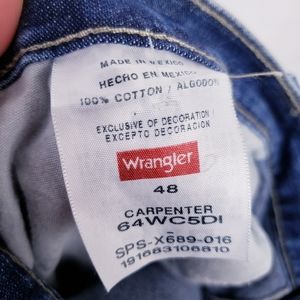 MADE IN MEXICO
HECHO EN MEXICO
100% COTTON / ALGODON
EXCLUSIVE OF DECORATION
EXCEPTO DECORACION
Wrangler
48
CARPENTER
64WC5DI
SPS-X689-016
191683106810